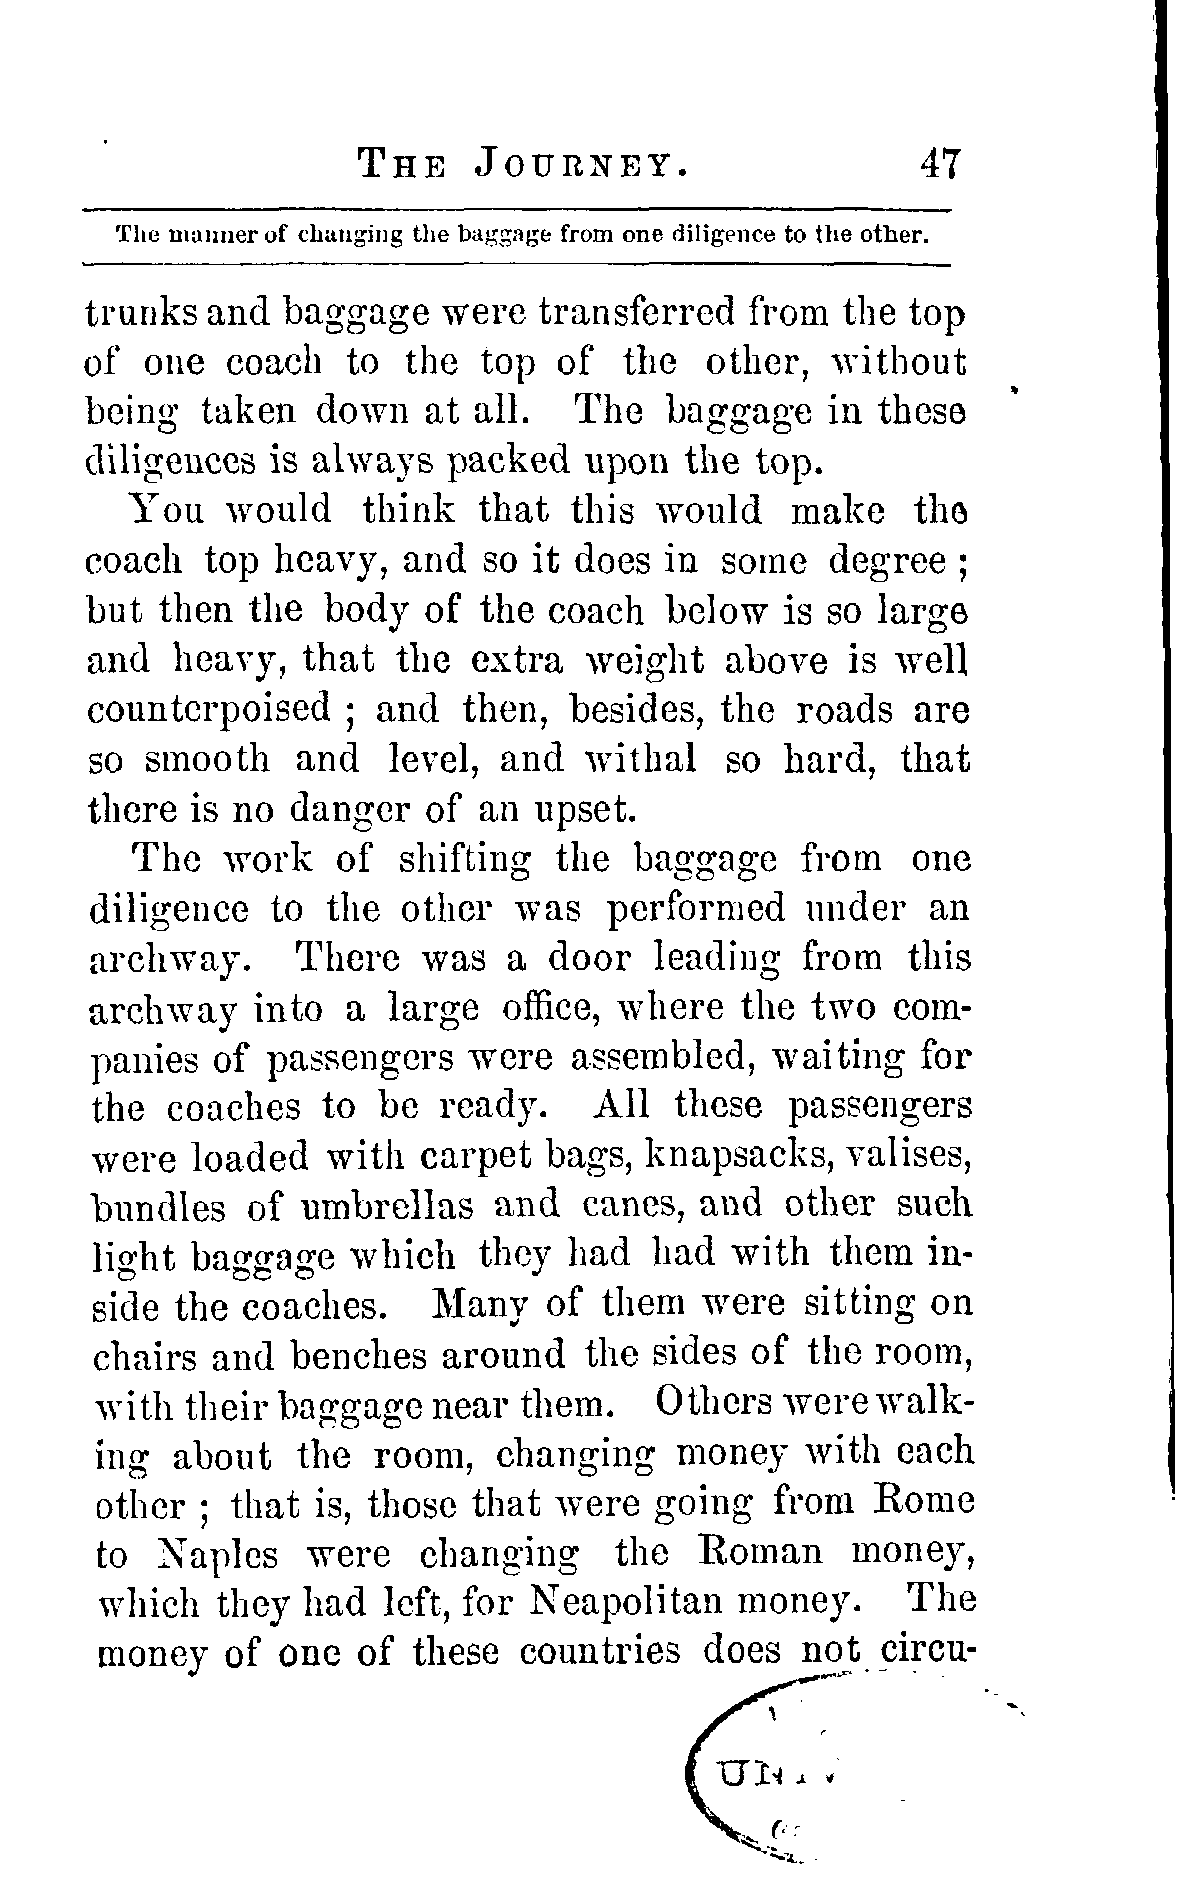 THE JOURNEY. 47
The manner of changing the baggage from one diligence to the other.
trunks and baggage were transferred from the top
of one coach to the top of the other, without
being taken down at all. The baggage in these
diligences is always packed upon the top.
You would think that this would make the
coach top heavy, and so it does in some degree ;
but then the body of the coach below is so large
and heavy, that the extra weight above is well
counterpoised ; and then, besides, the roads are
so smooth and level, and withal so hard, that
there is no danger of an upset.
The work of shifting the baggage from one
diligence to the other was performed under an
archway. There was a door leading from this
archway into a large office, where the two com-
panies of passengers were assembled, waiting for
the coaches to be ready. All these passengers
were loaded with carpet bags, knapsacks, valises,
bundles of umbrellas and canes, and other such
light baggage which they had had with them in-
side the coaches. Many of them were sitting on
chairs and benches around the sides of the room,
with their baggage near them. Others were walk-
ing about the room, changing money with each
other ; that is, those that were going from Rome
to Naples were changing the Roman money,
which they had left, for Neapolitan money. The
money of one of these countries does not circu-